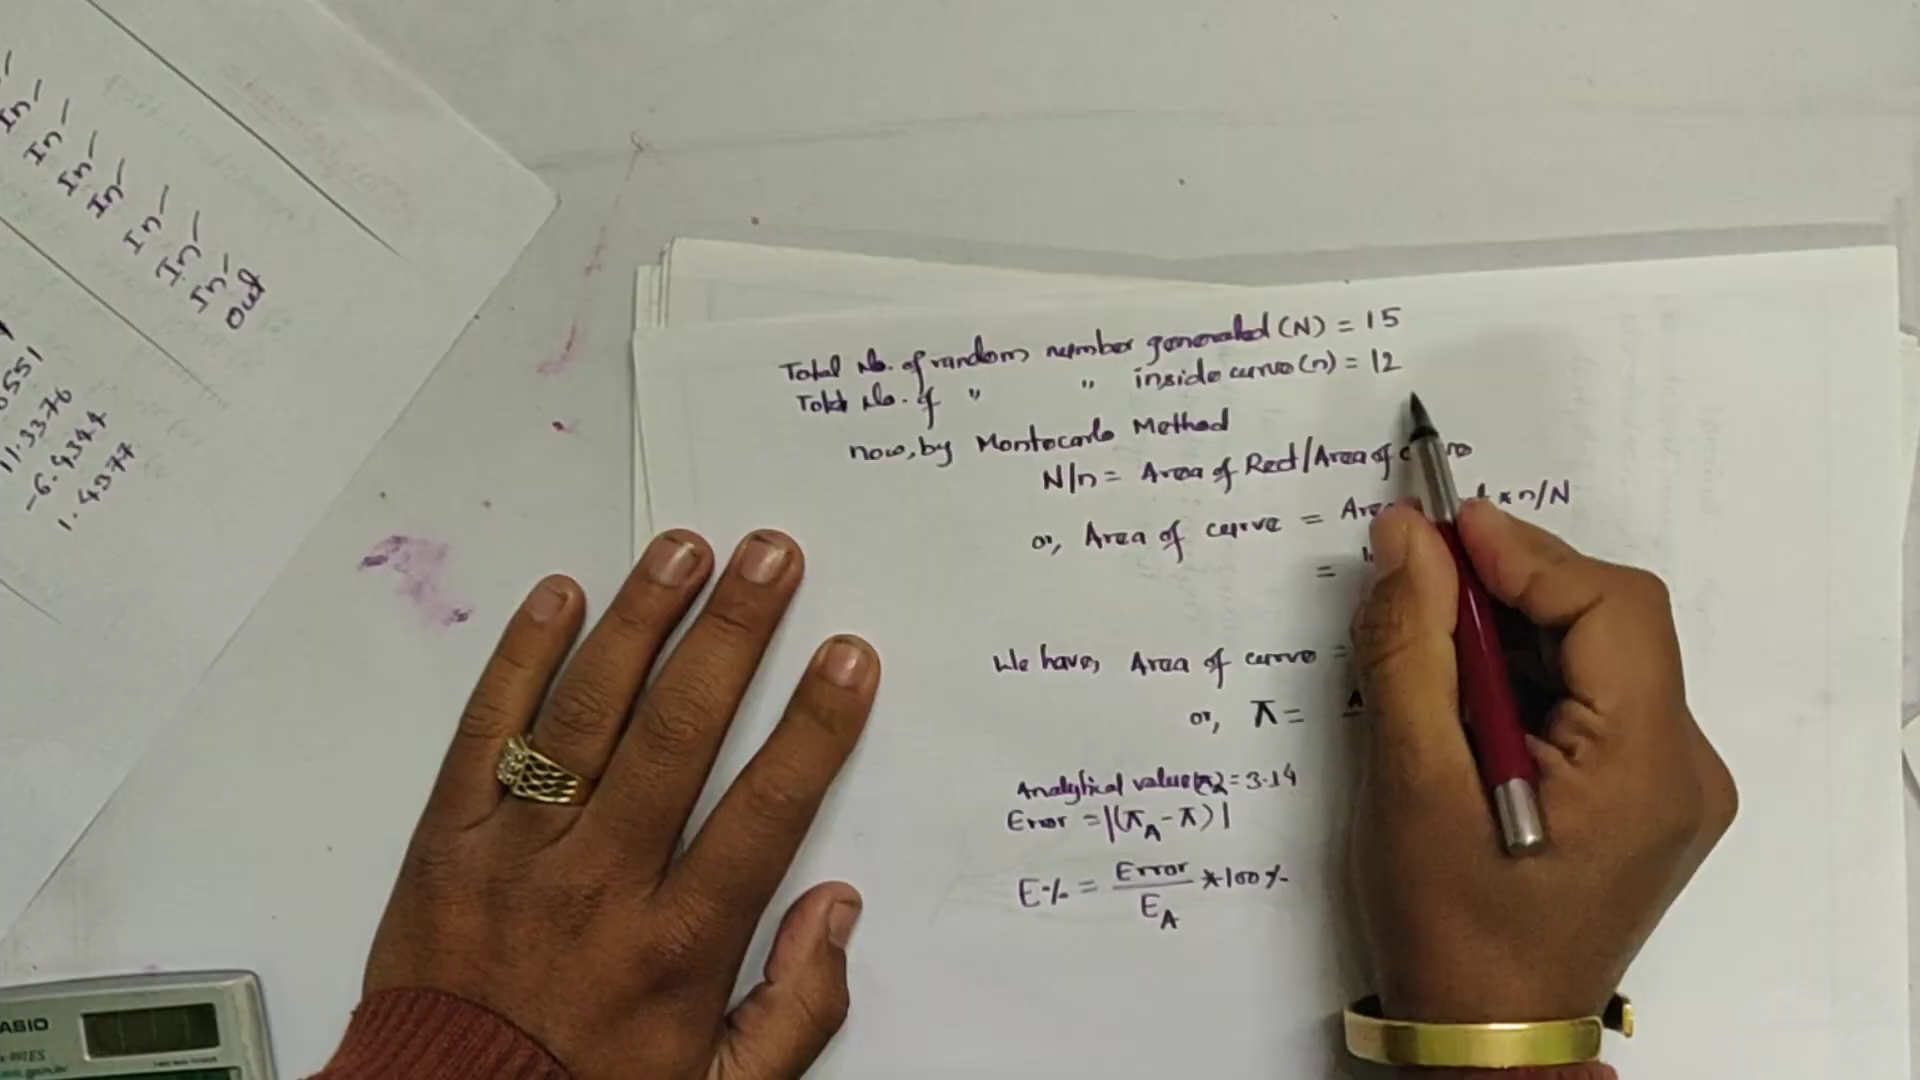 In
In
In
In
In
In
In
out
0551
11.3376
-6.9344
1.4377
Total No. of random number generated (N) = 15
Total No. of " " inside curve (n) = 12
now, by Montocarlo Method
N/n = Area of Rect/Area of
or, Area of curve = * n/N
=
We have, Area of curve =
or, π =
Analytical value = 3.14
Error = |(π_A - π)|
E% = Error/E_A * 100%
CASIO